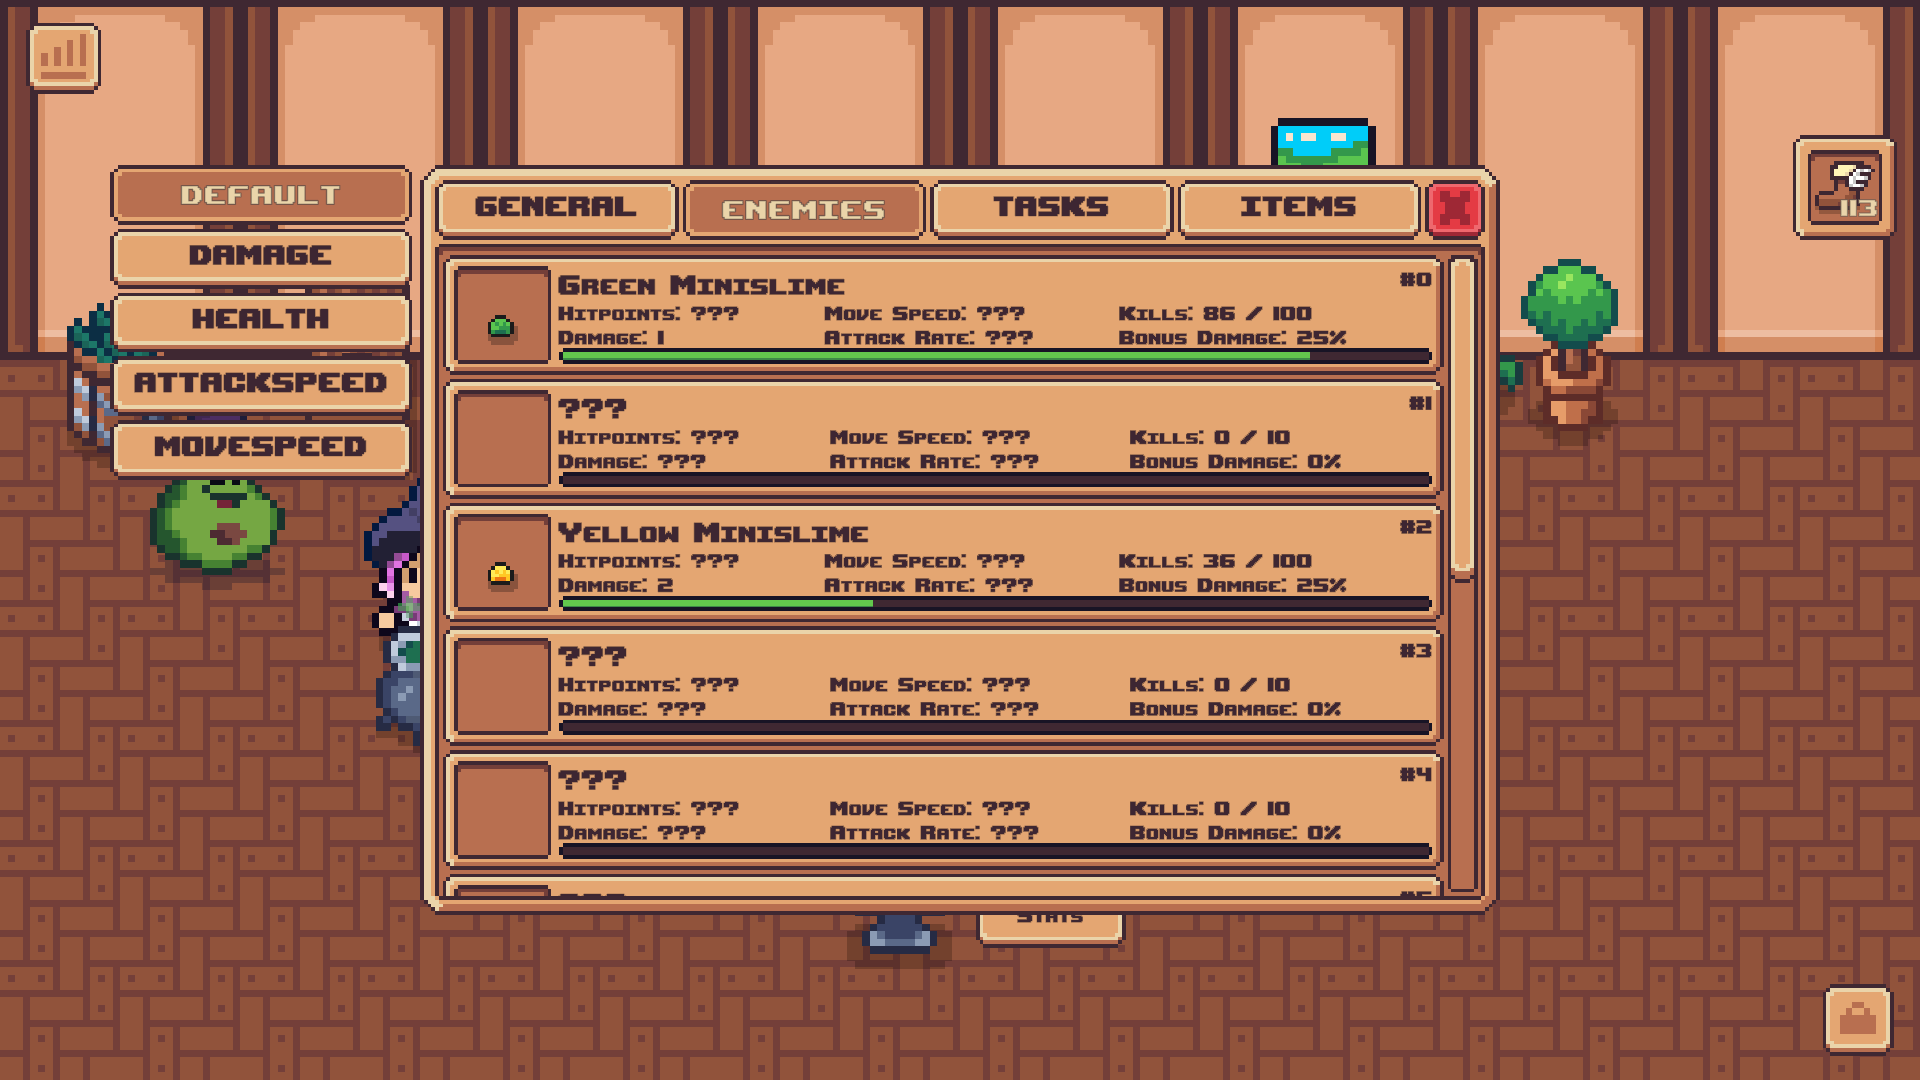 DEFAULT
DAMAGE
HEALTH
ATTACKSPEED
MOVESPEED
GENERAL
ENEMIES
TASKS
ITEMS
113
Green Minislime
#0
Hitpoints: ???
Move Speed: ???
Kills: 86 / 100
Damage: 1
Attack Rate: ???
Bonus Damage: 25%
???
#1
Hitpoints: ???
Move Speed: ???
Kills: 0 / 10
Damage: ???
Attack Rate: ???
Bonus Damage: 0%
Yellow Minislime
#2
Hitpoints: ???
Move Speed: ???
Kills: 36 / 100
Damage: 2
Attack Rate: ???
Bonus Damage: 25%
???
#3
Hitpoints: ???
Move Speed: ???
Kills: 0 / 10
Damage: ???
Attack Rate: ???
Bonus Damage: 0%
???
#4
Hitpoints: ???
Move Speed: ???
Kills: 0 / 10
Damage: ???
Attack Rate: ???
Bonus Damage: 0%
Stats